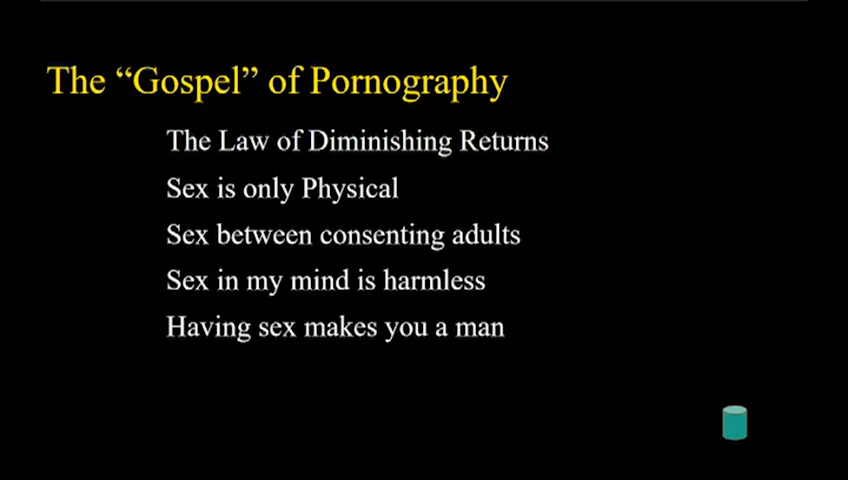 The “Gospel” of Pornography
The Law of Diminishing Returns
Sex is only Physical
Sex between consenting adults
Sex in my mind is harmless
Having sex makes you a man